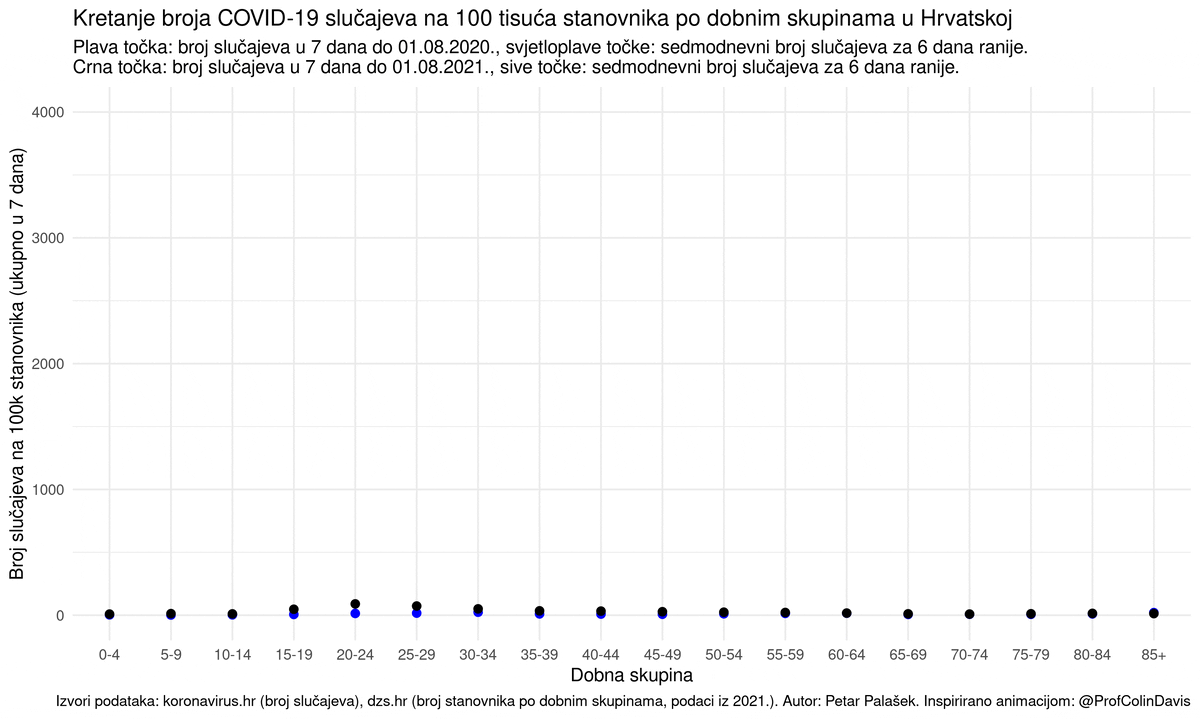 Kretanje broja COVID-19 slučajeva na 100 tisuća stanovnika po dobnim skupinama u Hrvatskoj
Plava točka: broj slučajeva u 7 dana do 01.08.2020., svjetloplave točke: sedmodnevni broj slučajeva za 6 dana ranije.
Crna točka: broj slučajeva u 7 dana do 01.08.2021., sive točke: sedmodnevni broj slučajeva za 6 dana ranije.
Broj slučajeva na 100k stanovnika (ukupno u 7 dana)
4000
3000
2000
1000
0
0-4 5-9 10-14 15-19 20-24 25-29 30-34 35-39 40-44 45-49 50-54 55-59 60-64 65-69 70-74 75-79 80-84 85+
Dobna skupina
Izvori podataka: koronavirus.hr (broj slučajeva), dzs.hr (broj stanovnika po dobnim skupinama, podaci iz 2021.). Autor: Petar Palašek. Inspirirano animacijom: @ProfColinDavis